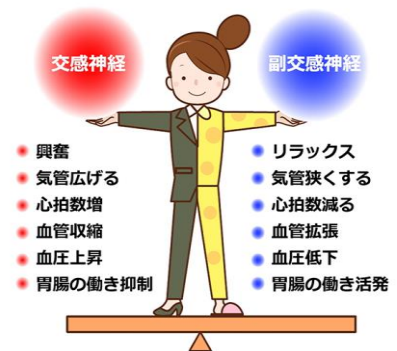 交感神経
副交感神経
興奮
気管広げる
心拍数増
血管収縮
血圧上昇
胃腸の働き抑制
リラックス
気管狭くする
心拍数減る
血管拡張
血圧低下
胃腸の働き活発